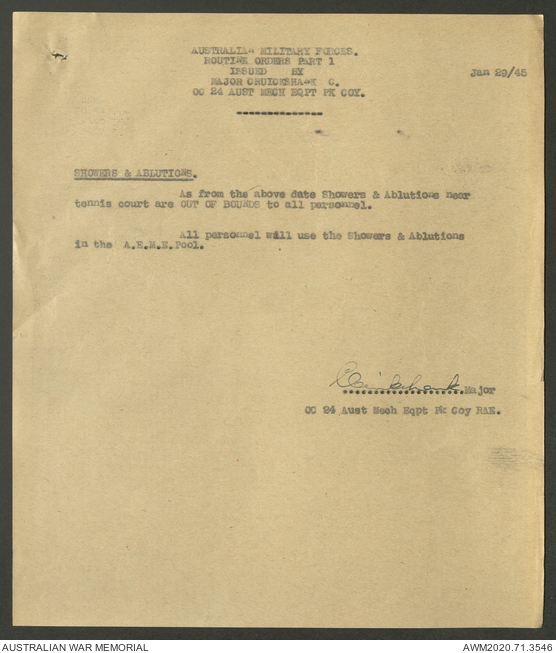 AUSTRALIAN MILITARY FORCES.
ROUTINE ORDERS PART 1
ISSUED BY
MAJOR CRUICKSHANK C.
OC 24 AUST MECH EQPT PK COY.
Jan 29/45
SHOWERS & ABLUTIONS.
As from the above date Showers & Ablutions near
tennis court are OUT OF BOUNDS to all personnel.
All personnel will use the Showers & Ablutions
in the A.E.M.E.Pool.
Cruickshank Major
OC 24 Aust Mech Eqpt Pk Coy RAE.
AUSTRALIAN WAR MEMORIAL
AWM2020.71.3546